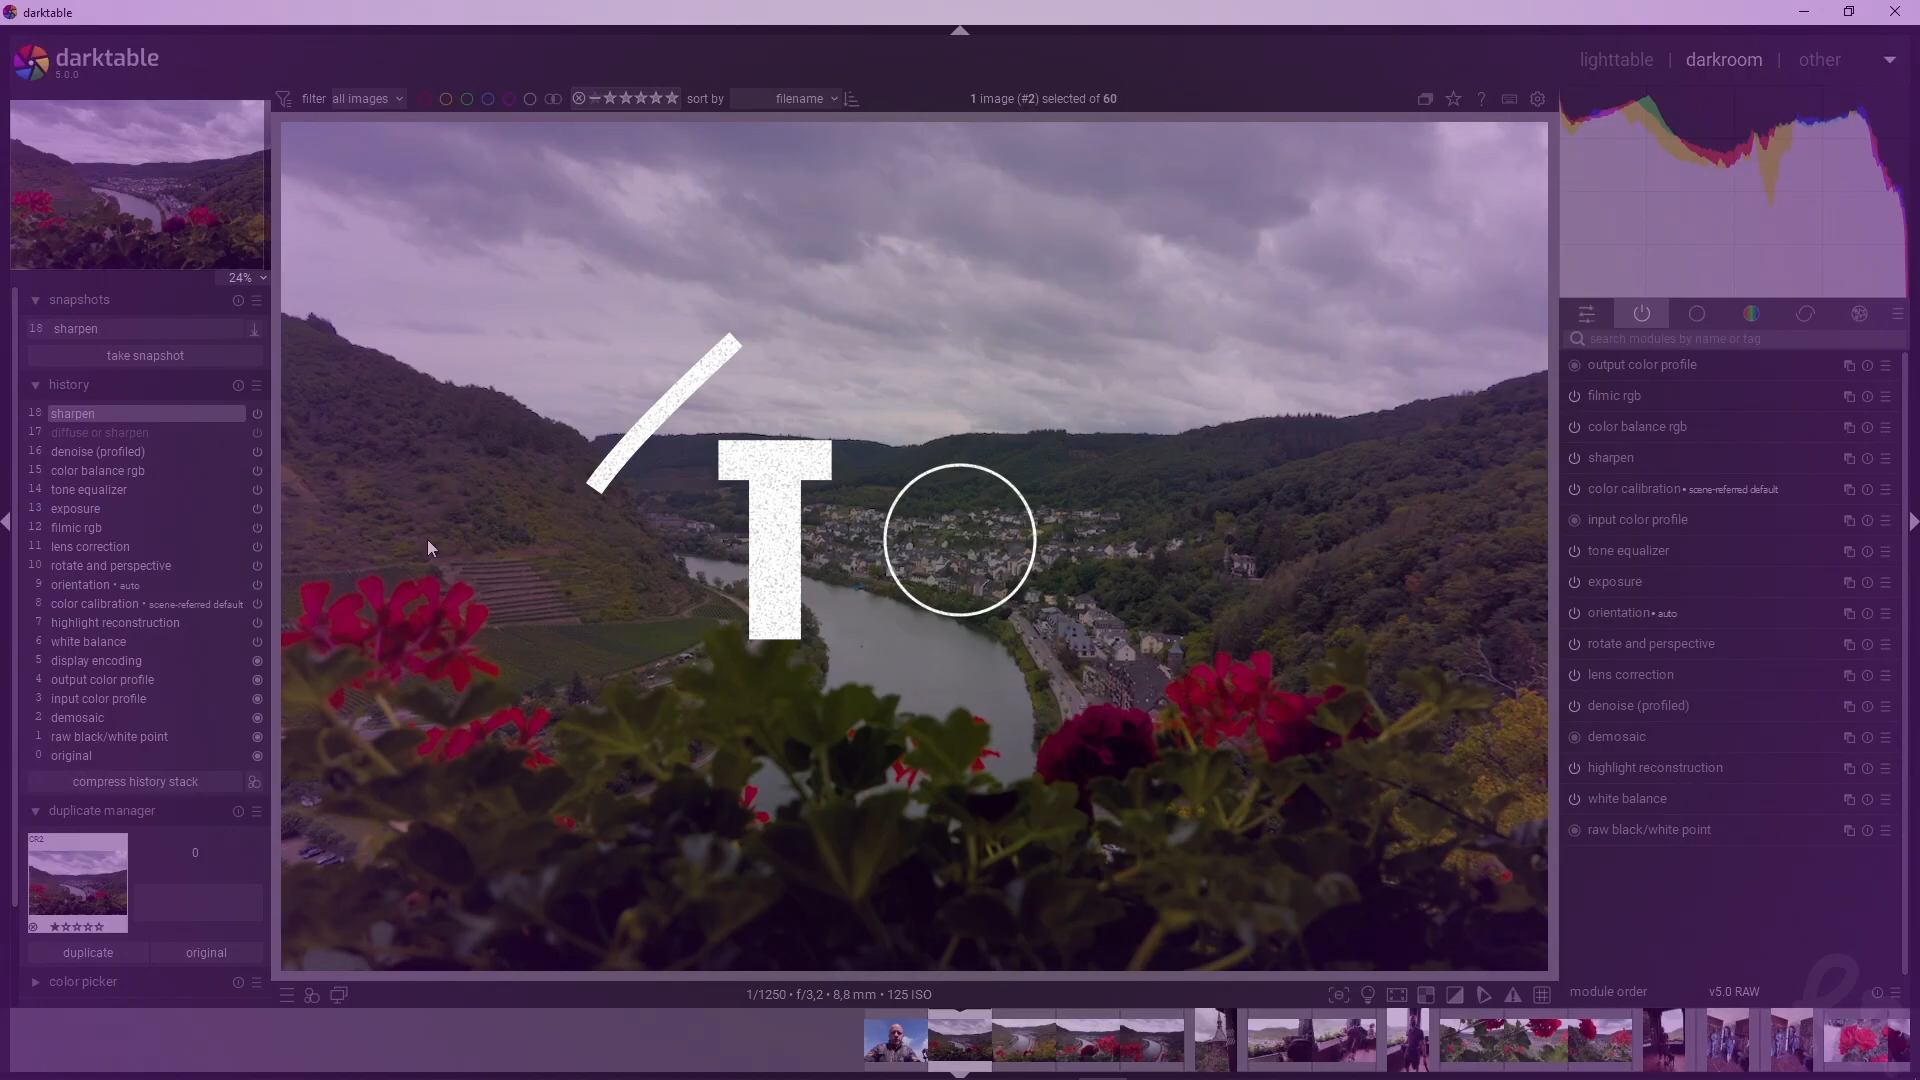 darktable
darktable
5.0.0
lighttable | darkroom | other
filter all images
sort by filename
1 image (#2) selected of 60
24%
snapshots
18 sharpen
take snapshot
history
18 sharpen
17 diffuse or sharpen
16 denoise (profiled)
15 color balance rgb
14 tone equalizer
13 exposure
12 filmic rgb
11 lens correction
10 rotate and perspective
9 orientation • auto
8 color calibration • scene-referred default
7 highlight reconstruction
6 white balance
5 display encoding
4 output color profile
3 input color profile
2 demosaic
1 raw black/white point
0 original
compress history stack
duplicate manager
CR2
0
duplicate
original
color picker
T
1/1250 • f/3,2 • 8,8 mm • 125 ISO
search modules by name or tag
output color profile
filmic rgb
color balance rgb
sharpen
color calibration • scene-referred default
input color profile
tone equalizer
exposure
orientation • auto
rotate and perspective
lens correction
denoise (profiled)
demosaic
highlight reconstruction
white balance
raw black/white point
module order v5.0 RAW